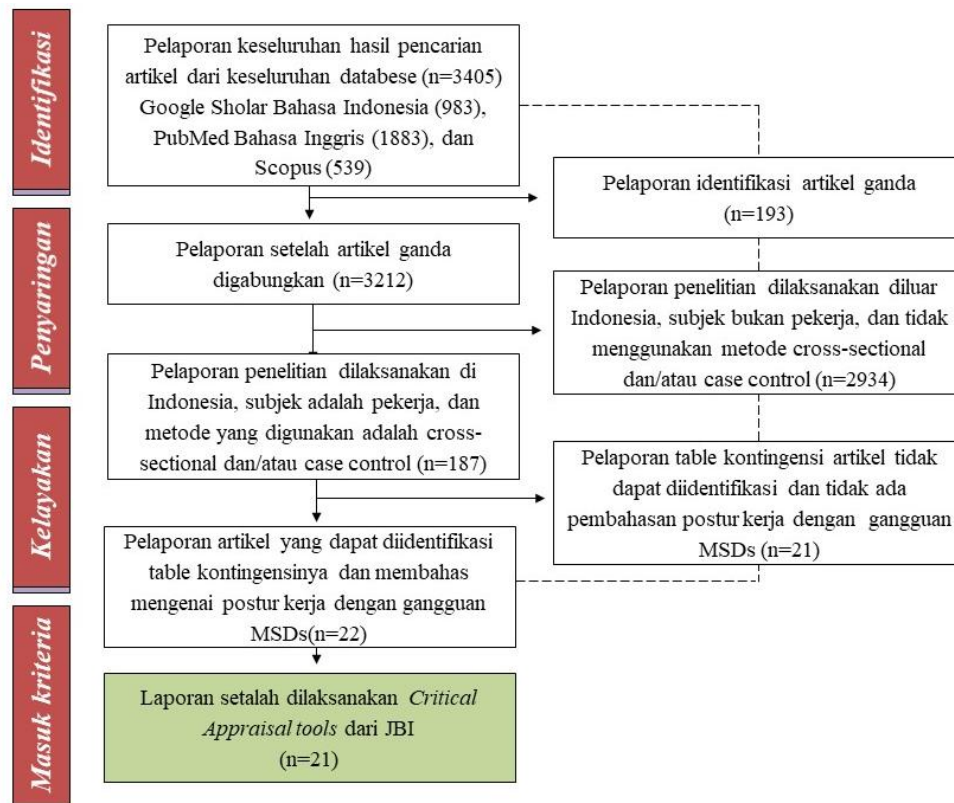 Identifikasi
Pelaporan keseluruhan hasil pencarian
artikel dari keseluruhan databese (n=3405)
Google Sholar Bahasa Indonesia (983),
PubMed Bahasa Inggris (1883), dan
Scopus (539)
Pelaporan identifikasi artikel ganda
(n=193)
Penyaringan
Pelaporan setelah artikel ganda
digabungkan (n=3212)
Pelaporan penelitian dilaksanakan diluar
Indonesia, subjek bukan pekerja, dan tidak
menggunakan metode cross-sectional
dan/atau case control (n=2934)
Pelaporan penelitian dilaksanakan di
Indonesia, subjek adalah pekerja, dan
metode yang digunakan adalah cross-
sectional dan/atau case control (n=187)
Kelayakan
Pelaporan table kontingensi artikel tidak
dapat diidentifikasi dan tidak ada
pembahasan postur kerja dengan gangguan
MSDs (n=21)
Pelaporan artikel yang dapat diidentifikasi
table kontingensinya dan membahas
mengenai postur kerja dengan gangguan
MSDs(n=22)
Masuk kriteria
Laporan setalah dilaksanakan Critical
Appraisal tools dari JBI
(n=21)